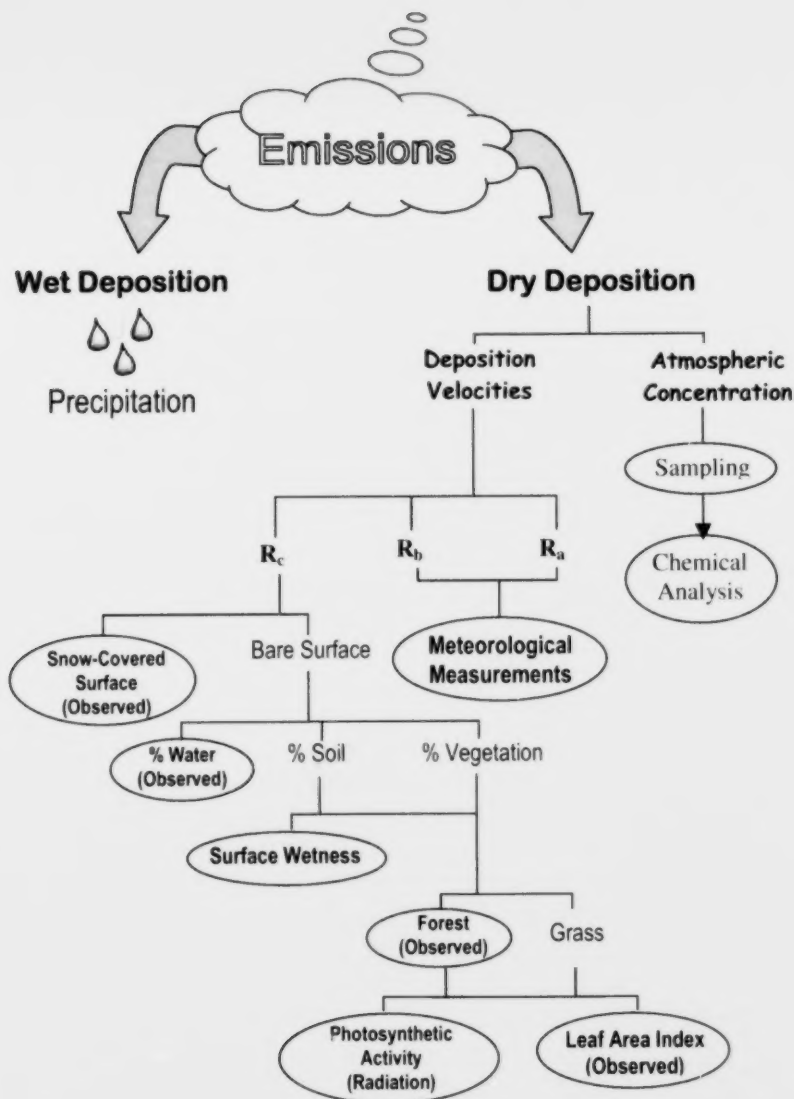 Emissions
Wet Deposition
Dry Deposition
Precipitation
Deposition
Velocities
Atmospheric
Concentration
Sampling
Chemical
Analysis
Rc
Rb
Ra
Meteorological
Measurements
Snow-Covered
Surface
(Observed)
Bare Surface
% Water
(Observed)
% Soil
% Vegetation
Surface Wetness
Forest
(Observed)
Grass
Photosynthetic
Activity
(Radiation)
Leaf Area Index
(Observed)